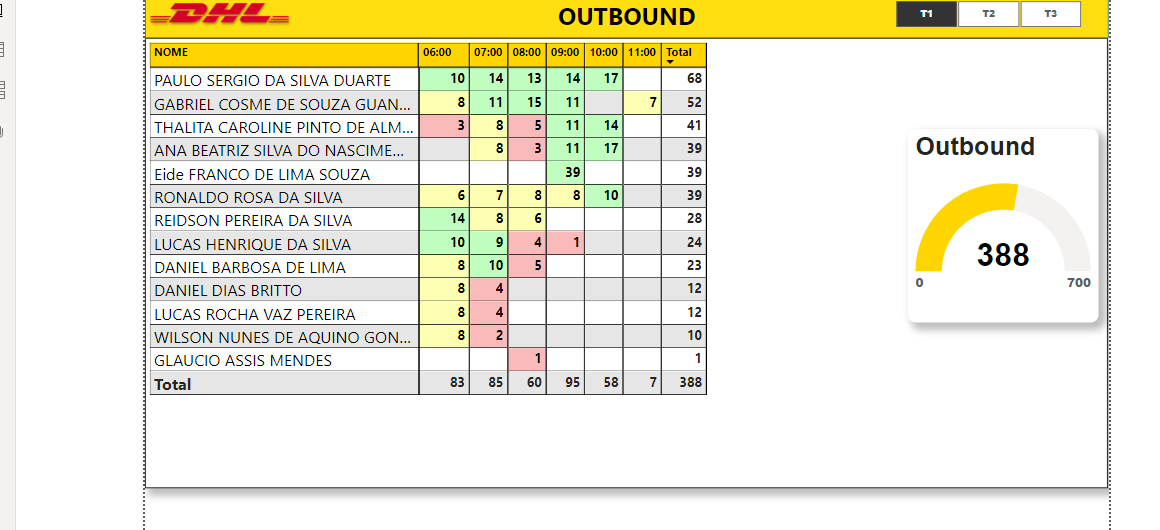 DHL OUTBOUND T1 T2 T3
NOME 06:00 07:00 08:00 09:00 10:00 11:00 Total
PAULO SERGIO DA SILVA DUARTE 10 14 13 14 17 68
GABRIEL COSME DE SOUZA GUAN... 8 11 15 11 7 52
THALITA CAROLINE PINTO DE ALM... 3 8 5 11 14 41
ANA BEATRIZ SILVA DO NASCIME... 8 3 11 17 39
Eide FRANCO DE LIMA SOUZA 39 39
RONALDO ROSA DA SILVA 6 7 8 8 10 39
REIDSON PEREIRA DA SILVA 14 8 6 28
LUCAS HENRIQUE DA SILVA 10 9 4 1 24
DANIEL BARBOSA DE LIMA 8 10 5 23
DANIEL DIAS BRITTO 8 4 12
LUCAS ROCHA VAZ PEREIRA 8 4 12
WILSON NUNES DE AQUINO GON... 8 2 10
GLAUCIO ASSIS MENDES 1 1
Total 83 85 60 95 58 7 388
Outbound
388
0 700